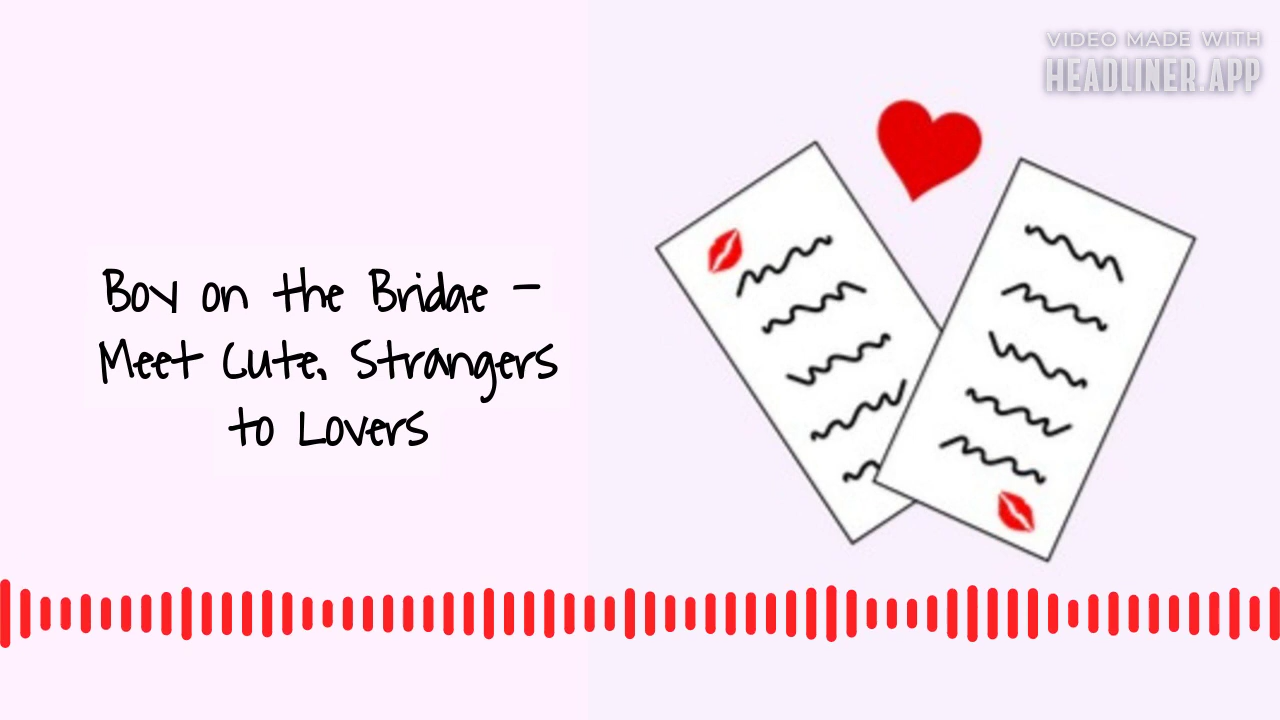 Boy on the Bridge -
Meet Cute, Strangers
to Lovers
VIDEO MADE WITH
HEADLINER.APP